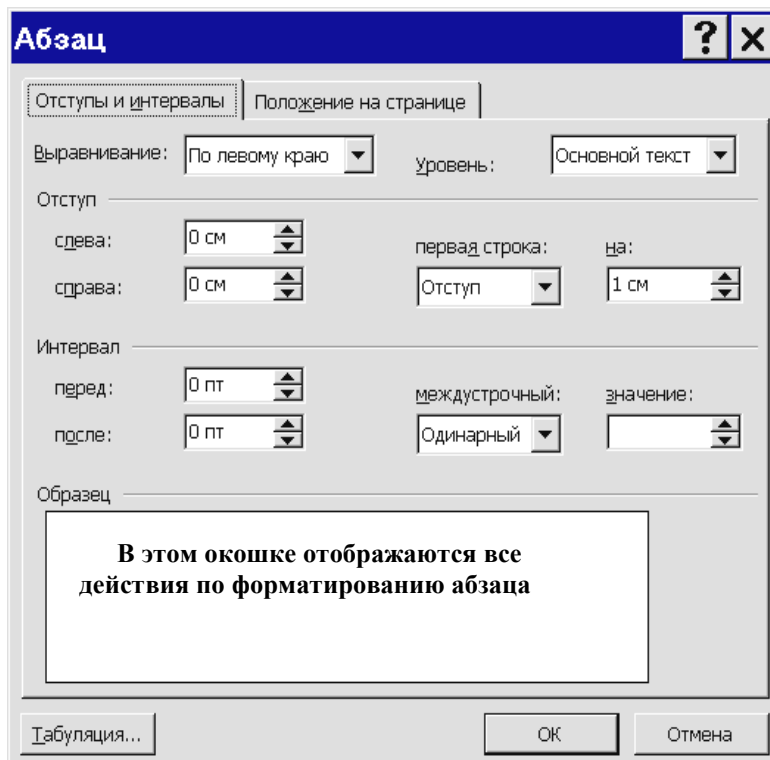 Абзац
Отступы и интервалы Положение на странице
Выравнивание: По левому краю Уровень: Основной текст
Отступ
слева: 0 см первая строка: на:
справа: 0 см Отступ 1 см
Интервал
перед: 0 пт междустрочный: значение:
после: 0 пт Одинарный
Образец
В этом окошке отображаются все
действия по форматированию абзаца
Табуляция... ОК Отмена